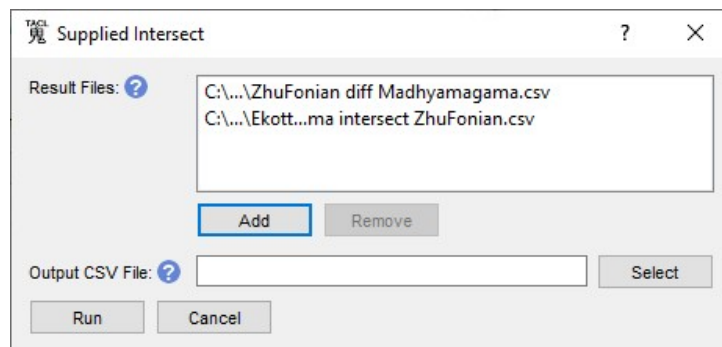 TACL
鬼 Supplied Intersect ? ✕
Result Files: ?
C:\...\ZhuFonian diff Madhyamagama.csv
C:\...\Ekott...ma intersect ZhuFonian.csv
Add Remove
Output CSV File: ? Select
Run Cancel